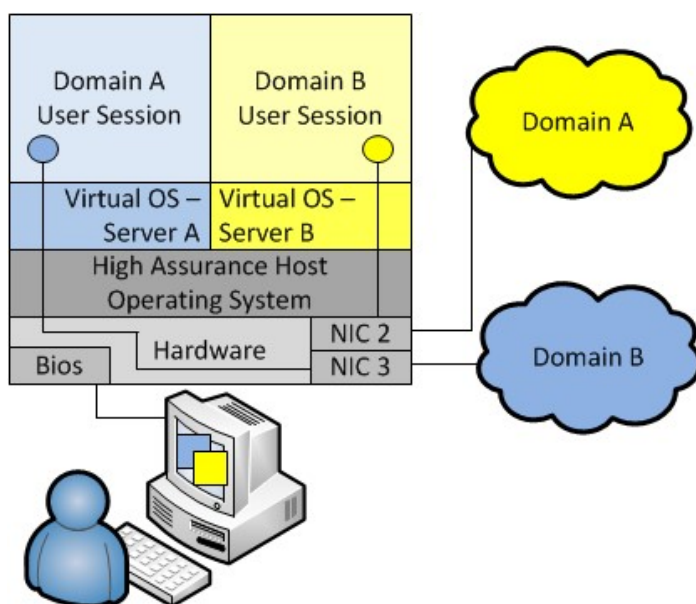 Domain A
User Session
Domain B
User Session
Virtual OS –
Server A
Virtual OS –
Server B
High Assurance Host
Operating System
Hardware
Bios
NIC 2
NIC 3
Domain A
Domain B